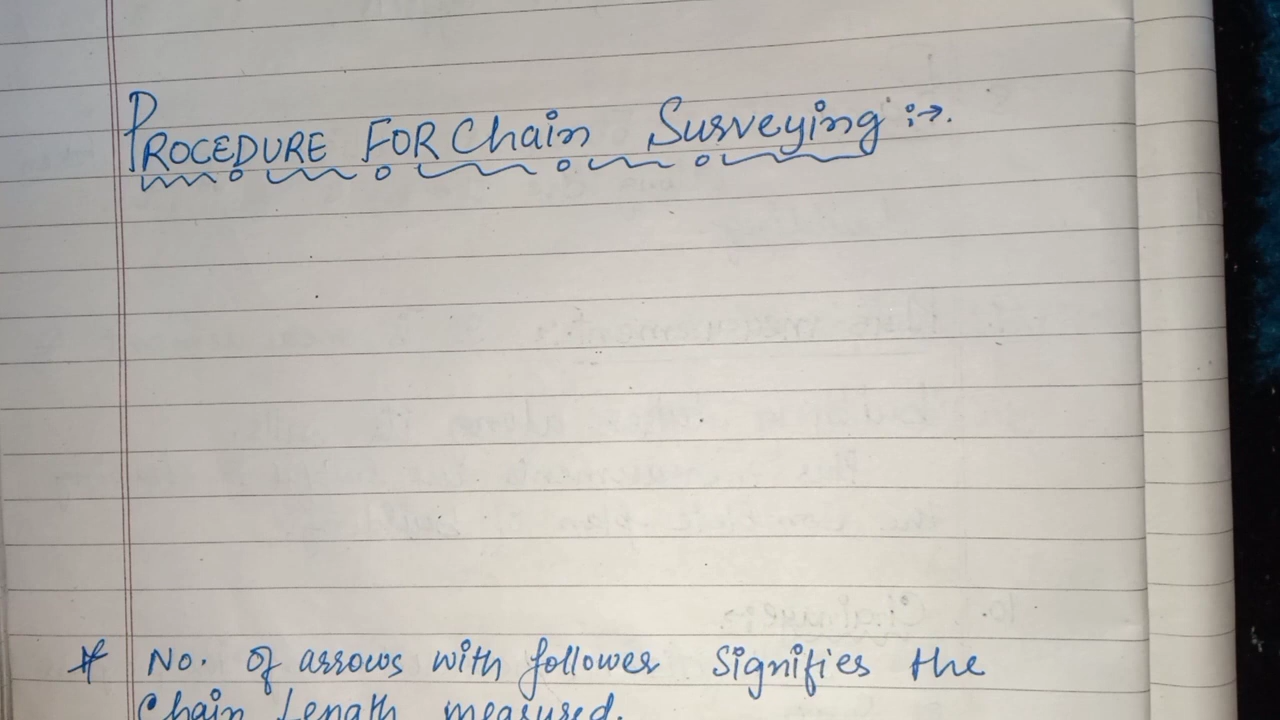 PROCEDURE FOR Chain Surveying :→.
* No. of arrows with follower Signifies the
Chain Length measured.